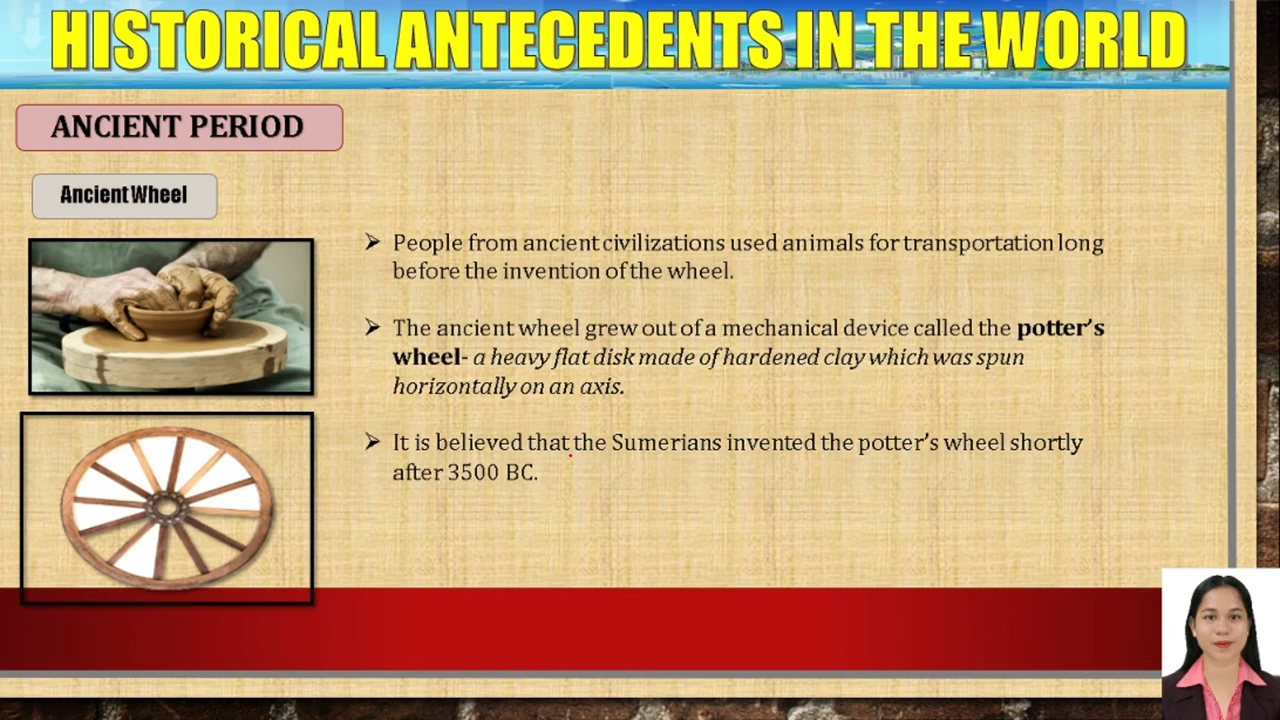 HISTORICAL ANTECEDENTS IN THE WORLD
ANCIENT PERIOD
Ancient Wheel
➢ People from ancient civilizations used animals for transportation long
before the invention of the wheel.
➢ The ancient wheel grew out of a mechanical device called the potter's
wheel- a heavy flat disk made of hardened clay which was spun
horizontally on an axis.
➢ It is believed that the Sumerians invented the potter's wheel shortly
after 3500 BC.